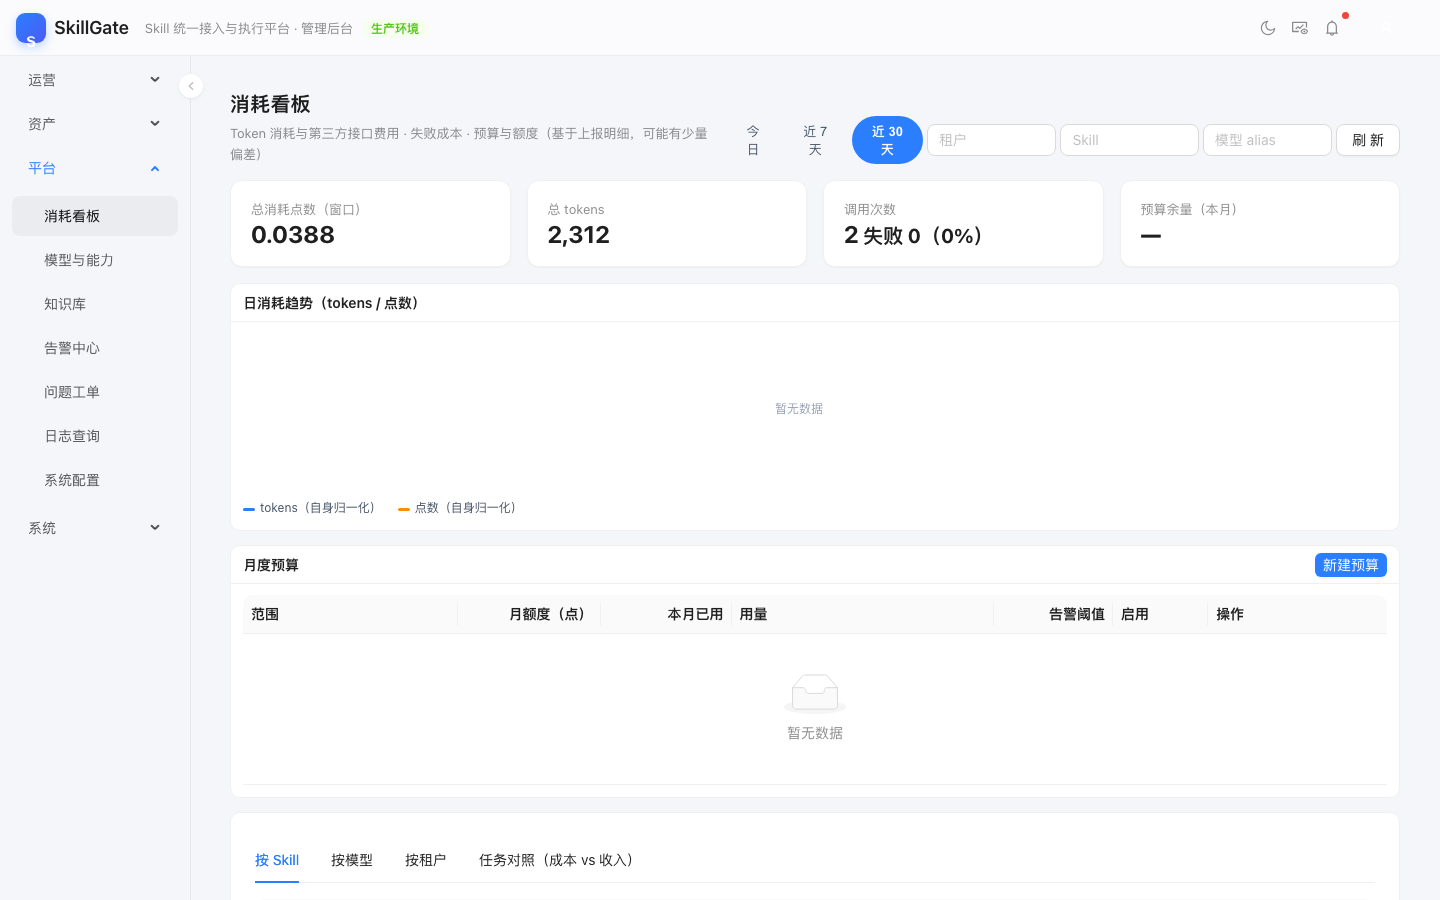 S
SkillGate
Skill 统一接入与执行平台 · 管理后台
生产环境
运营
资产
平台
消耗看板
模型与能力
知识库
告警中心
问题工单
日志查询
系统配置
系统
消耗看板
Token 消耗与第三方接口费用 · 失败成本 · 预算与额度（基于上报明细，可能有少量
偏差）
今
日
近 7
天
近 30
天
租户
Skill
模型 alias
刷 新
总消耗点数（窗口）
0.0388
总 tokens
2,312
调用次数
2 失败 0（0%）
预算余量（本月）
—
日消耗趋势（tokens / 点数）
暂无数据
tokens（自身归一化）
点数（自身归一化）
月度预算
新建预算
范围
月额度（点）
本月已用
用量
告警阈值
启用
操作
暂无数据
按 Skill
按模型
按租户
任务对照（成本 vs 收入）